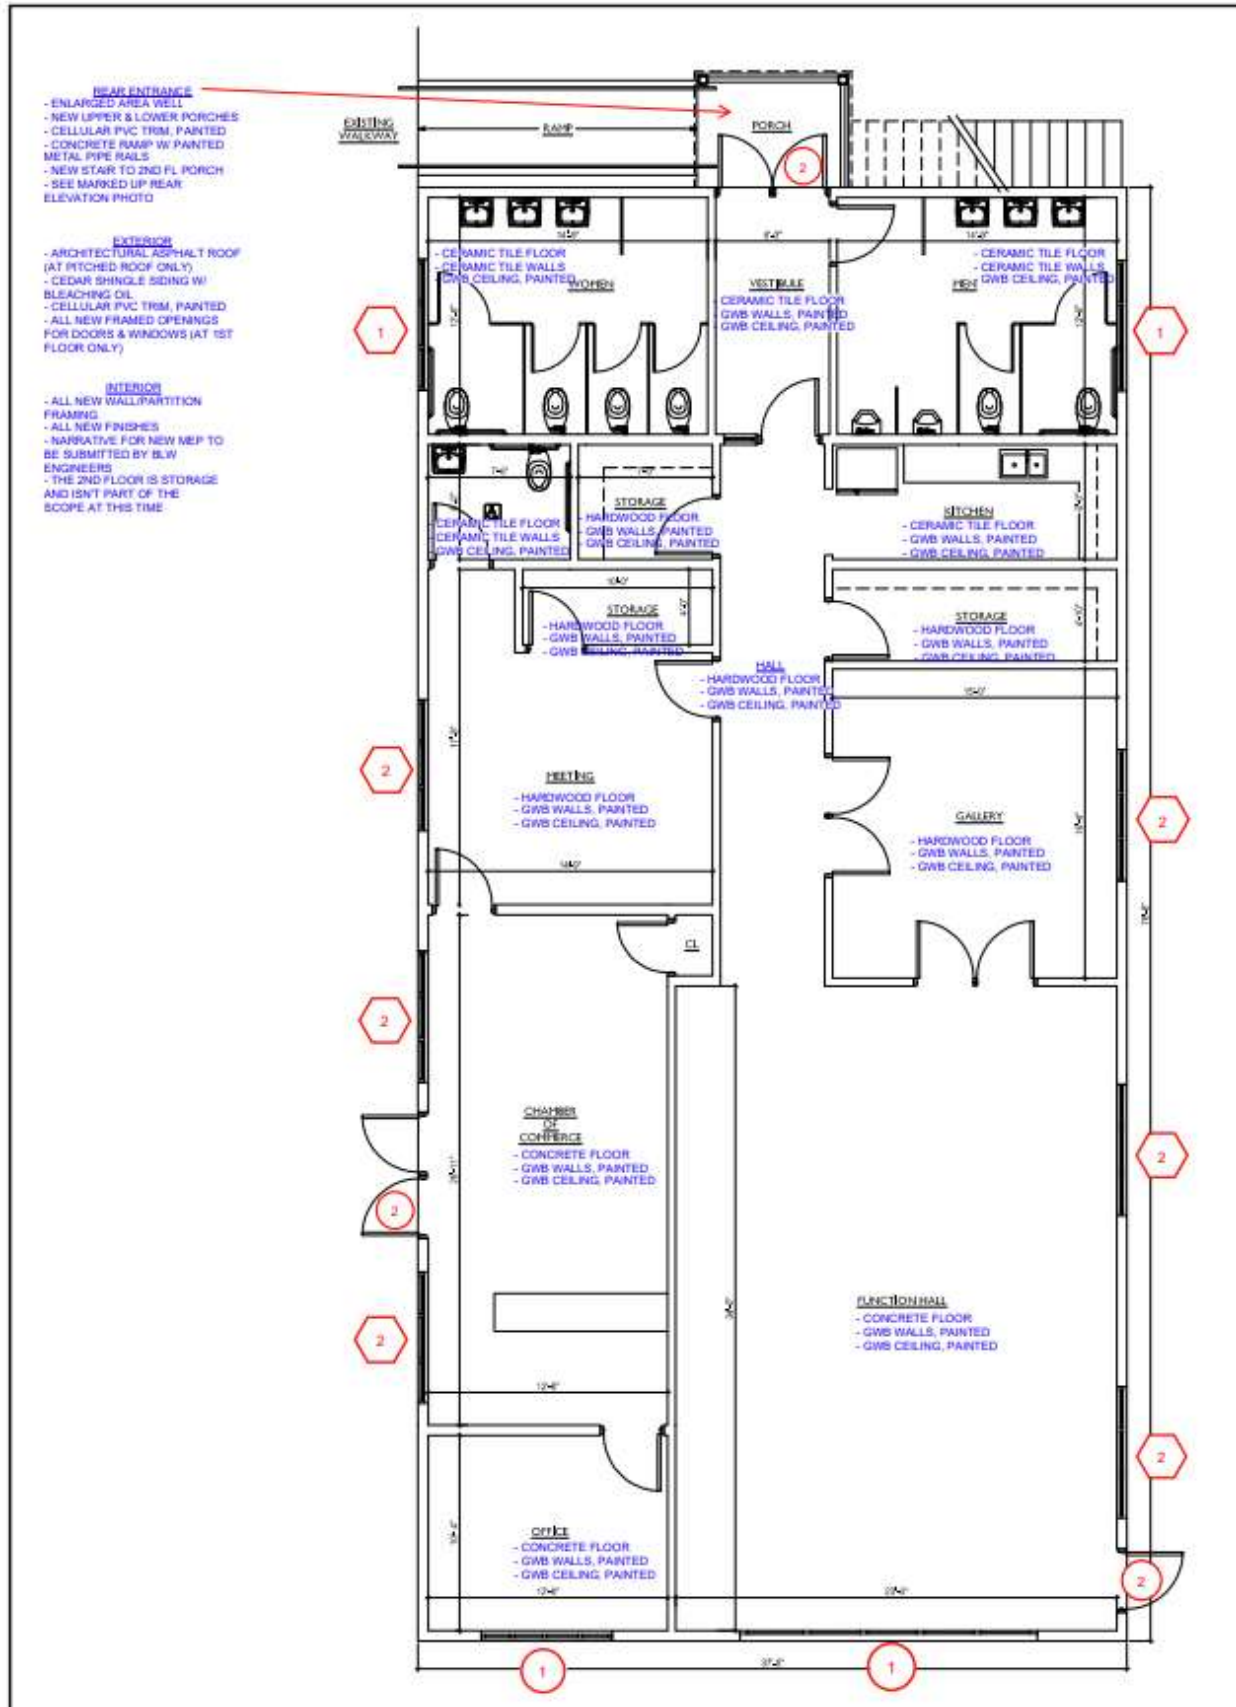 REAR ENTRANCE
- ENLARGED AREA WELL
- NEW UPPER & LOWER PORCHES
- CELLULAR PVC TRIM, PAINTED
- CONCRETE RAMP W/ PAINTED
METAL PIPE RAILS
- NEW STAIR TO 2ND FL PORCH
- SEE MARKED UP REAR
ELEVATION PHOTO
EXTERIOR
- ARCHITECTURAL ASPHALT ROOF
(AT PITCHED ROOF ONLY)
- CEDAR SHINGLE SIDING W/
BLEACHING OIL
- CELLULAR PVC TRIM, PAINTED
- ALL NEW FRAMED OPENINGS
FOR DOORS & WINDOWS (AT 1ST
FLOOR ONLY)
INTERIOR
- ALL NEW WALL/PARTITION
FRAMING
- ALL NEW FINISHES
- NARRATIVE FOR NEW MEP TO
BE SUBMITTED BY BLW
ENGINEERS
- THE 2ND FLOOR IS STORAGE
AND ISN'T PART OF THE
SCOPE AT THIS TIME
EXISTING
WALKWAY
RAMP
PORCH
2
- CERAMIC TILE FLOOR
- CERAMIC TILE WALLS
- GWB CEILING, PAINTED
WOMEN
VESTIBULE
- CERAMIC TILE FLOOR
- GWB WALLS, PAINTED
- GWB CEILING, PAINTED
- CERAMIC TILE FLOOR
- CERAMIC TILE WALLS
- GWB CEILING, PAINTED
MEN
1
1
- CERAMIC TILE FLOOR
- CERAMIC TILE WALLS
- GWB CEILING, PAINTED
STORAGE
- HARDWOOD FLOOR
- GWB WALLS, PAINTED
- GWB CEILING, PAINTED
KITCHEN
- CERAMIC TILE FLOOR
- GWB WALLS, PAINTED
- GWB CEILING, PAINTED
10'-0"
STORAGE
- HARDWOOD FLOOR
- GWB WALLS, PAINTED
- GWB CEILING, PAINTED
STORAGE
- HARDWOOD FLOOR
- GWB WALLS, PAINTED
- GWB CEILING, PAINTED
HALL
- HARDWOOD FLOOR
- GWB WALLS, PAINTED
- GWB CEILING, PAINTED
15'-0"
2
MEETING
- HARDWOOD FLOOR
- GWB WALLS, PAINTED
- GWB CEILING, PAINTED
14'-0"
GALLERY
- HARDWOOD FLOOR
- GWB WALLS, PAINTED
- GWB CEILING, PAINTED
2
CL
2
CHAMBER
OF
COMMERCE
- CONCRETE FLOOR
- GWB WALLS, PAINTED
- GWB CEILING, PAINTED
2
2
2
FUNCTION HALL
- CONCRETE FLOOR
- GWB WALLS, PAINTED
- GWB CEILING, PAINTED
2
OFFICE
- CONCRETE FLOOR
- GWB WALLS, PAINTED
- GWB CEILING, PAINTED
2
1
1